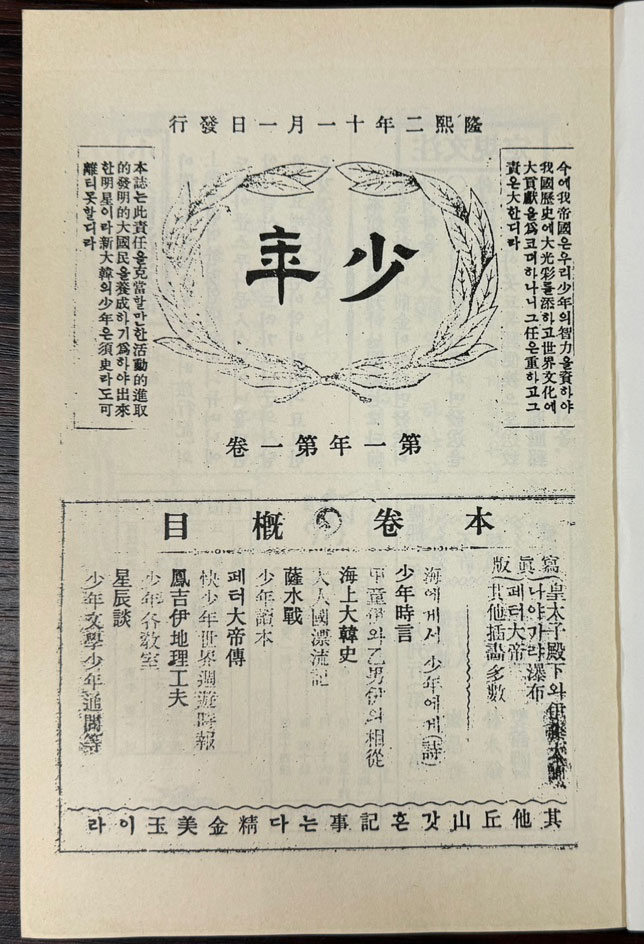 隆熙二年十一月一日發行
今에我帝國은우리少年의智力을資하야
我國歷史에大光彩를添하고世界文化에
大貢獻을爲코뎌하나니그任은重하고그
責은大한디라
少年
本誌는此責任을克當할만한活動的進取
的發明的大國民을養成하기爲하야出來
한明星이라新大韓의少年은須臾라도可
離티못할디라
第一年第一卷
本卷의槪目
寫眞版
皇太子殿下와伊藤太師
나야가라瀑布
페터大帝
其他揷畵多數
海에게서 少年에게(詩)
少年時言
甲童伊와乙男伊의相從
海上大韓史
大人國漂流記
薩水戰
少年讀本
페터大帝傳
快少年世界週遊時報
鳳吉伊地理工夫
少年各敎室
星辰談
少年文學少年
其他丘山갓흔記事는다精金美玉이라